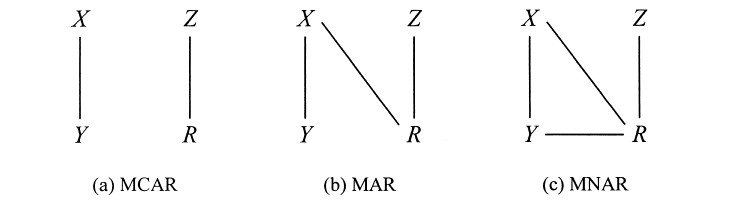 X Z X Z X Z
Y R Y R Y R
(a) MCAR (b) MAR (c) MNAR